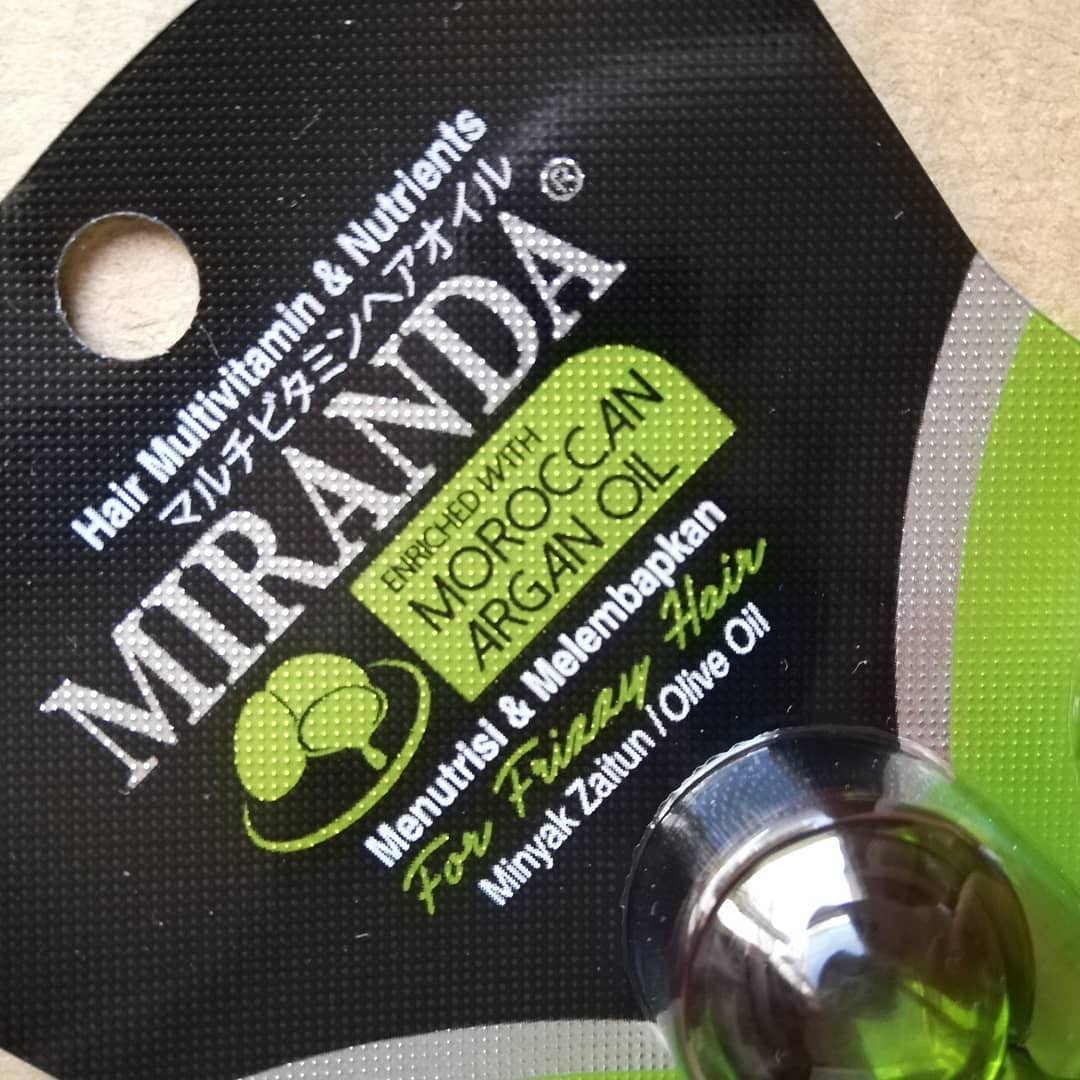 Hair Multivitamin & Nutrients
マルチビタミンヘアオイル
MIRANDA®
ENRICHED WITH
MOROCCAN
ARGAN OIL
Menutrisi & Melembapkan
For Frizzy Hair
Minyak Zaitun / Olive Oil